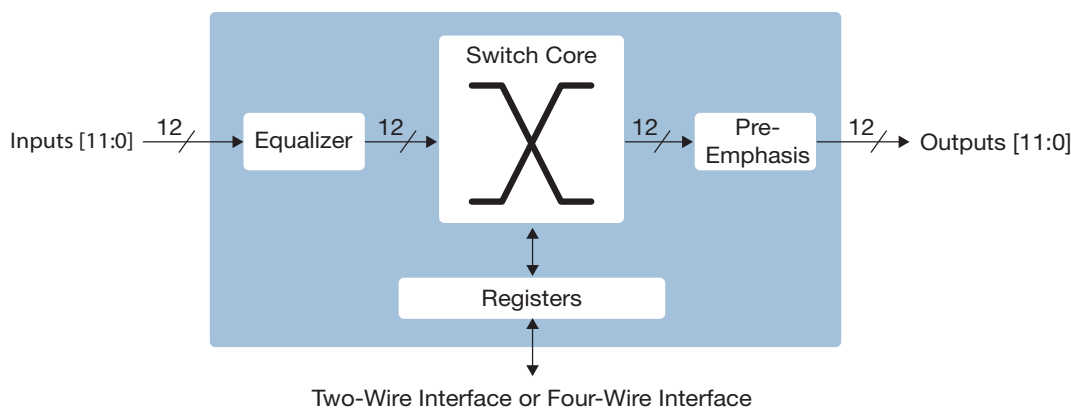 Switch Core
Inputs [11:0]
12
Equalizer
12
12
Pre-
Emphasis
12
Outputs [11:0]
Registers
Two-Wire Interface or Four-Wire Interface